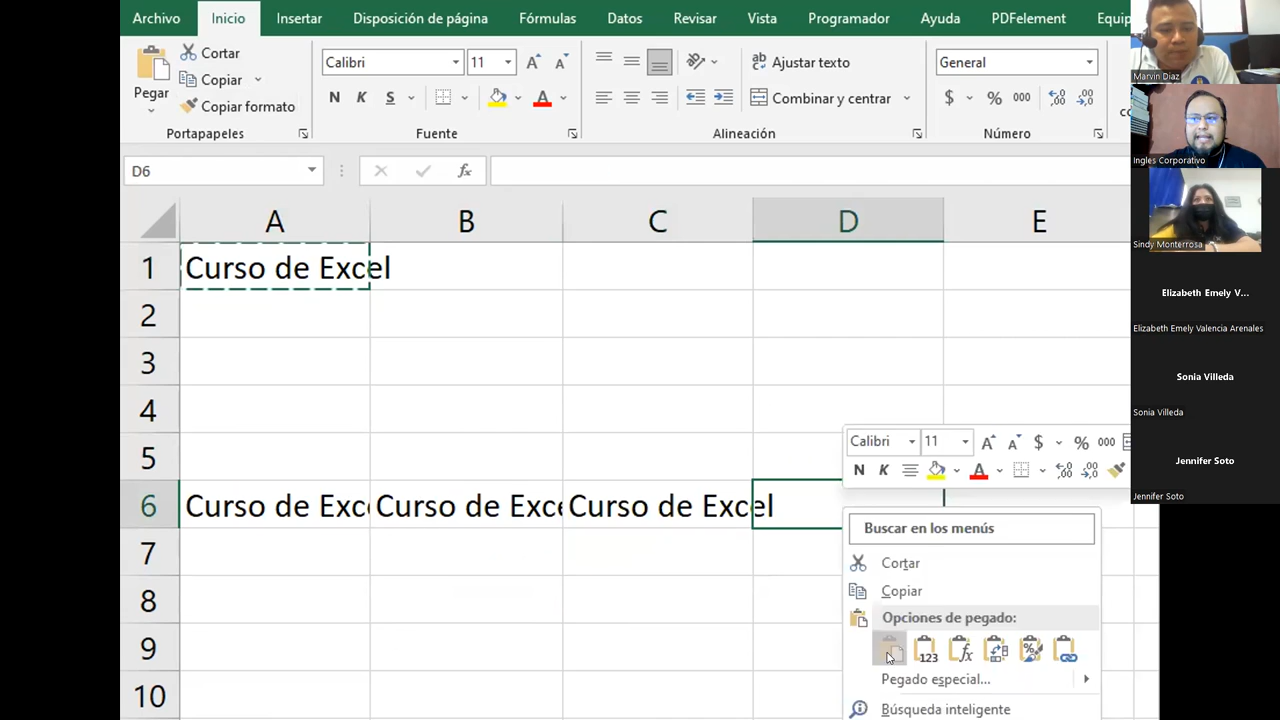 Archivo Inicio Insertar Disposición de página Fórmulas Datos Revisar Vista Programador Ayuda PDFelement Equip
Cortar
Copiar
Copiar formato
Pegar
Portapapeles
Calibri 11
N K S
Fuente
ab Ajustar texto
Combinar y centrar
Alineación
General
$ % 000
Número
D6
fx
A B C D E
1 Curso de Excel
2
3
4
5
6 Curso de Exc Curso de Exc Curso de Excel
7
8
9
10
Calibri 11 $ % 000
N K A
Buscar en los menús
Cortar
Copiar
Opciones de pegado:
123 fx %
Pegado especial...
Búsqueda inteligente
Marvin Diaz
Ingles Corporativo
Sindy Monterrosa
Elizabeth Emely V...
Elizabeth Emely Valencia Arenales
Sonia Villeda
Sonia Villeda
Jennifer Soto
Jennifer Soto